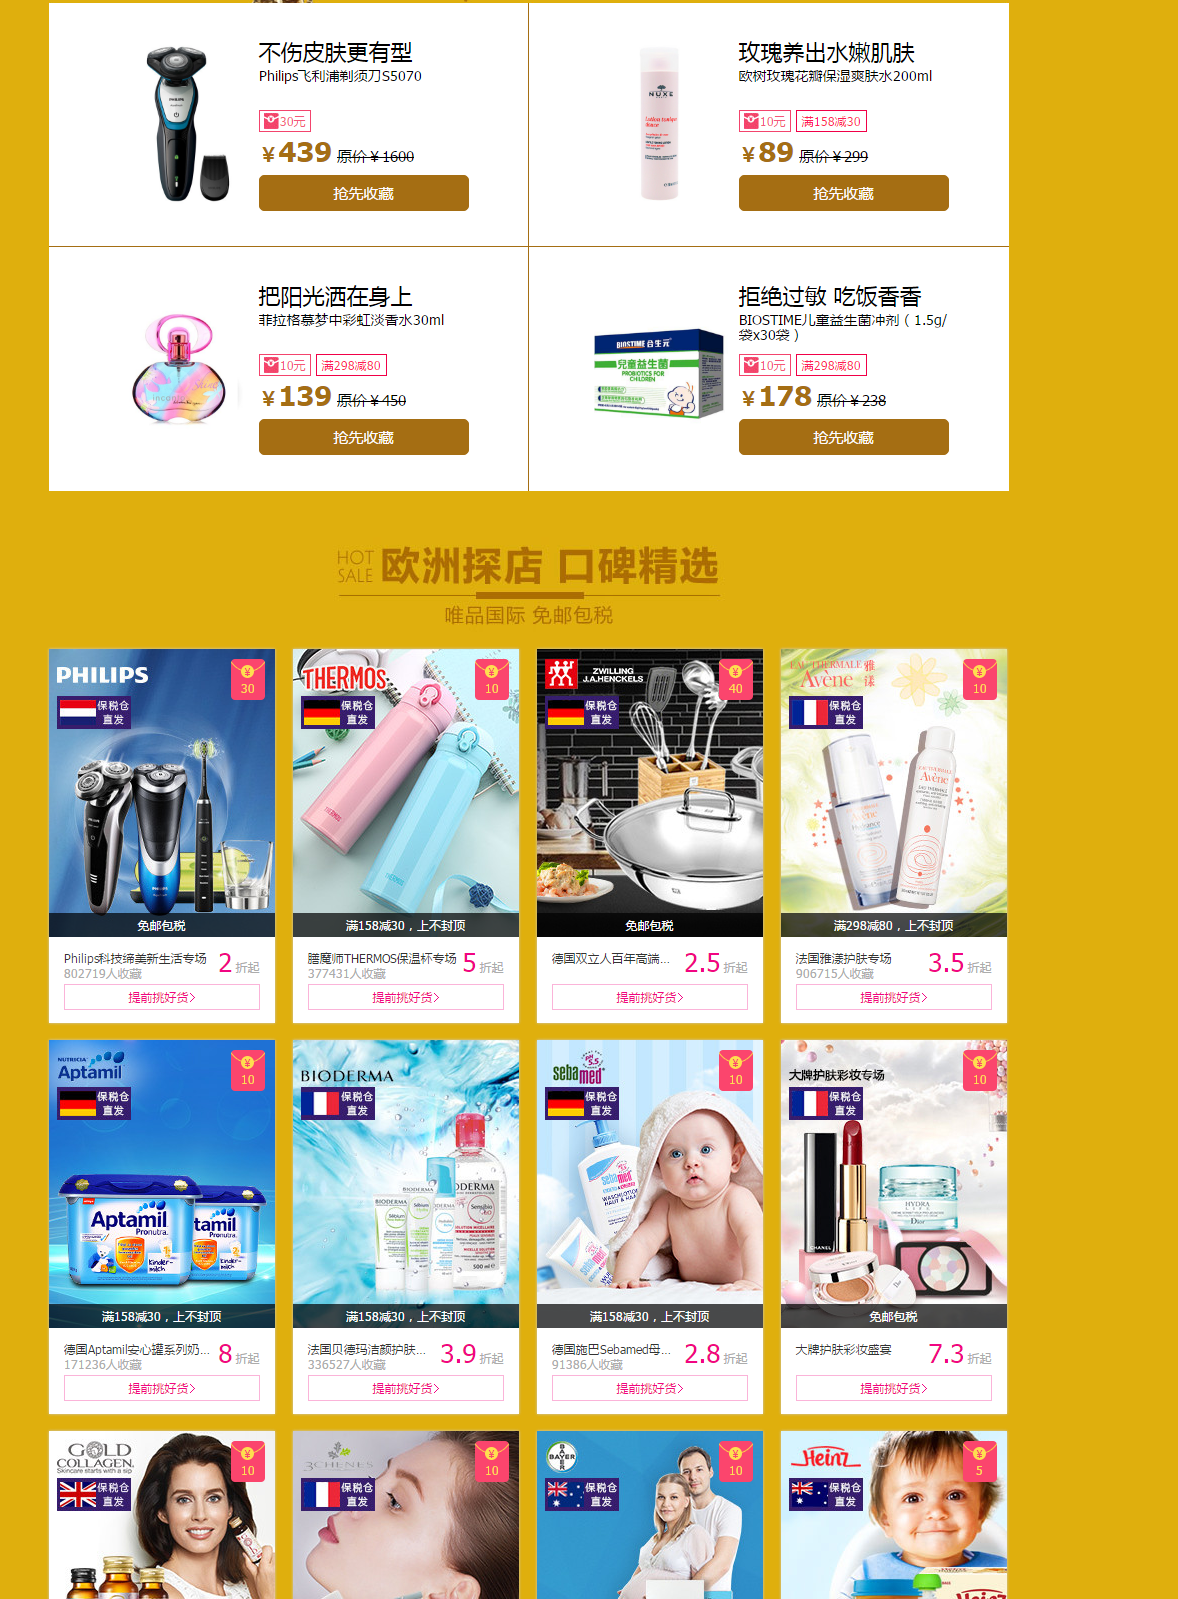 不伤皮肤更有型
Philips飞利浦剃须刀S5070
30元
¥439 原价¥1600
抢先收藏
NUXE
玫瑰养出水嫩肌肤
欧树玫瑰花瓣保湿爽肤水200ml
10元 满158减30
¥89 原价¥299
抢先收藏
把阳光洒在身上
菲拉格慕梦中彩虹淡香水30ml
10元 满298减80
¥139 原价¥450
抢先收藏
BIOSTIME 合生元
兒童益生菌
PROBIOTICS FOR
CHILDREN
拒绝过敏 吃饭香香
BIOSTIME儿童益生菌冲剂（1.5g/
袋x30袋）
10元 满298减80
¥178 原价¥238
抢先收藏
HOT
SALE
欧洲探店 口碑精选
唯品国际 免邮包税
PHILIPS
¥
30
保税仓
直发
免邮包税
Philips科技缔美新生活专场
802719人收藏
2 折起
提前挑好货>
THERMOS
¥
10
保税仓
直发
满158减30，上不封顶
膳魔师THERMOS保温杯专场
377431人收藏
5 折起
提前挑好货>
ZWILLING
J.A.HENCKELS
¥
40
保税仓
直发
免邮包税
德国双立人百年高端...
2.5 折起
提前挑好货>
EAU THERMALE
Avène
雅漾
¥
10
保税仓
直发
满298减80，上不封顶
法国雅漾护肤专场
906715人收藏
3.5 折起
提前挑好货>
NUTRICIA
Aptamil
¥
10
保税仓
直发
Aptamil
Pronutra
Kinder-
milch
满158减30，上不封顶
德国Aptamil安心罐系列奶...
171236人收藏
8 折起
提前挑好货>
BIODERMA
¥
10
保税仓
直发
满158减30，上不封顶
法国贝德玛洁颜护肤...
336527人收藏
3.9 折起
提前挑好货>
pH
5.5
sebamed
¥
10
保税仓
直发
满158减30，上不封顶
德国施巴Sebamed母...
91386人收藏
2.8 折起
提前挑好货>
大牌护肤彩妆专场
¥
10
保税仓
直发
CHANEL
HYDRA
LIFE
Dior
免邮包税
大牌护肤彩妆盛宴
7.3 折起
提前挑好货>
GOLD
COLLAGEN.
Skincare starts with a sip
¥
10
保税仓
直发
3CHENES
¥
10
保税仓
直发
BAYER
¥
10
保税仓
直发
Heinz
¥
5
保税仓
直发
Heinz